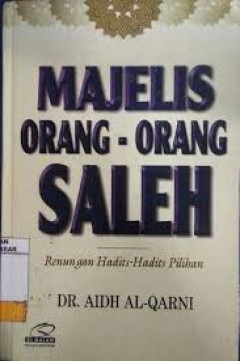 MAJELIS
ORANG - ORANG
SALEH
Renungan Hadits-Hadits Pilihan
DR. AIDH AL-QARNI